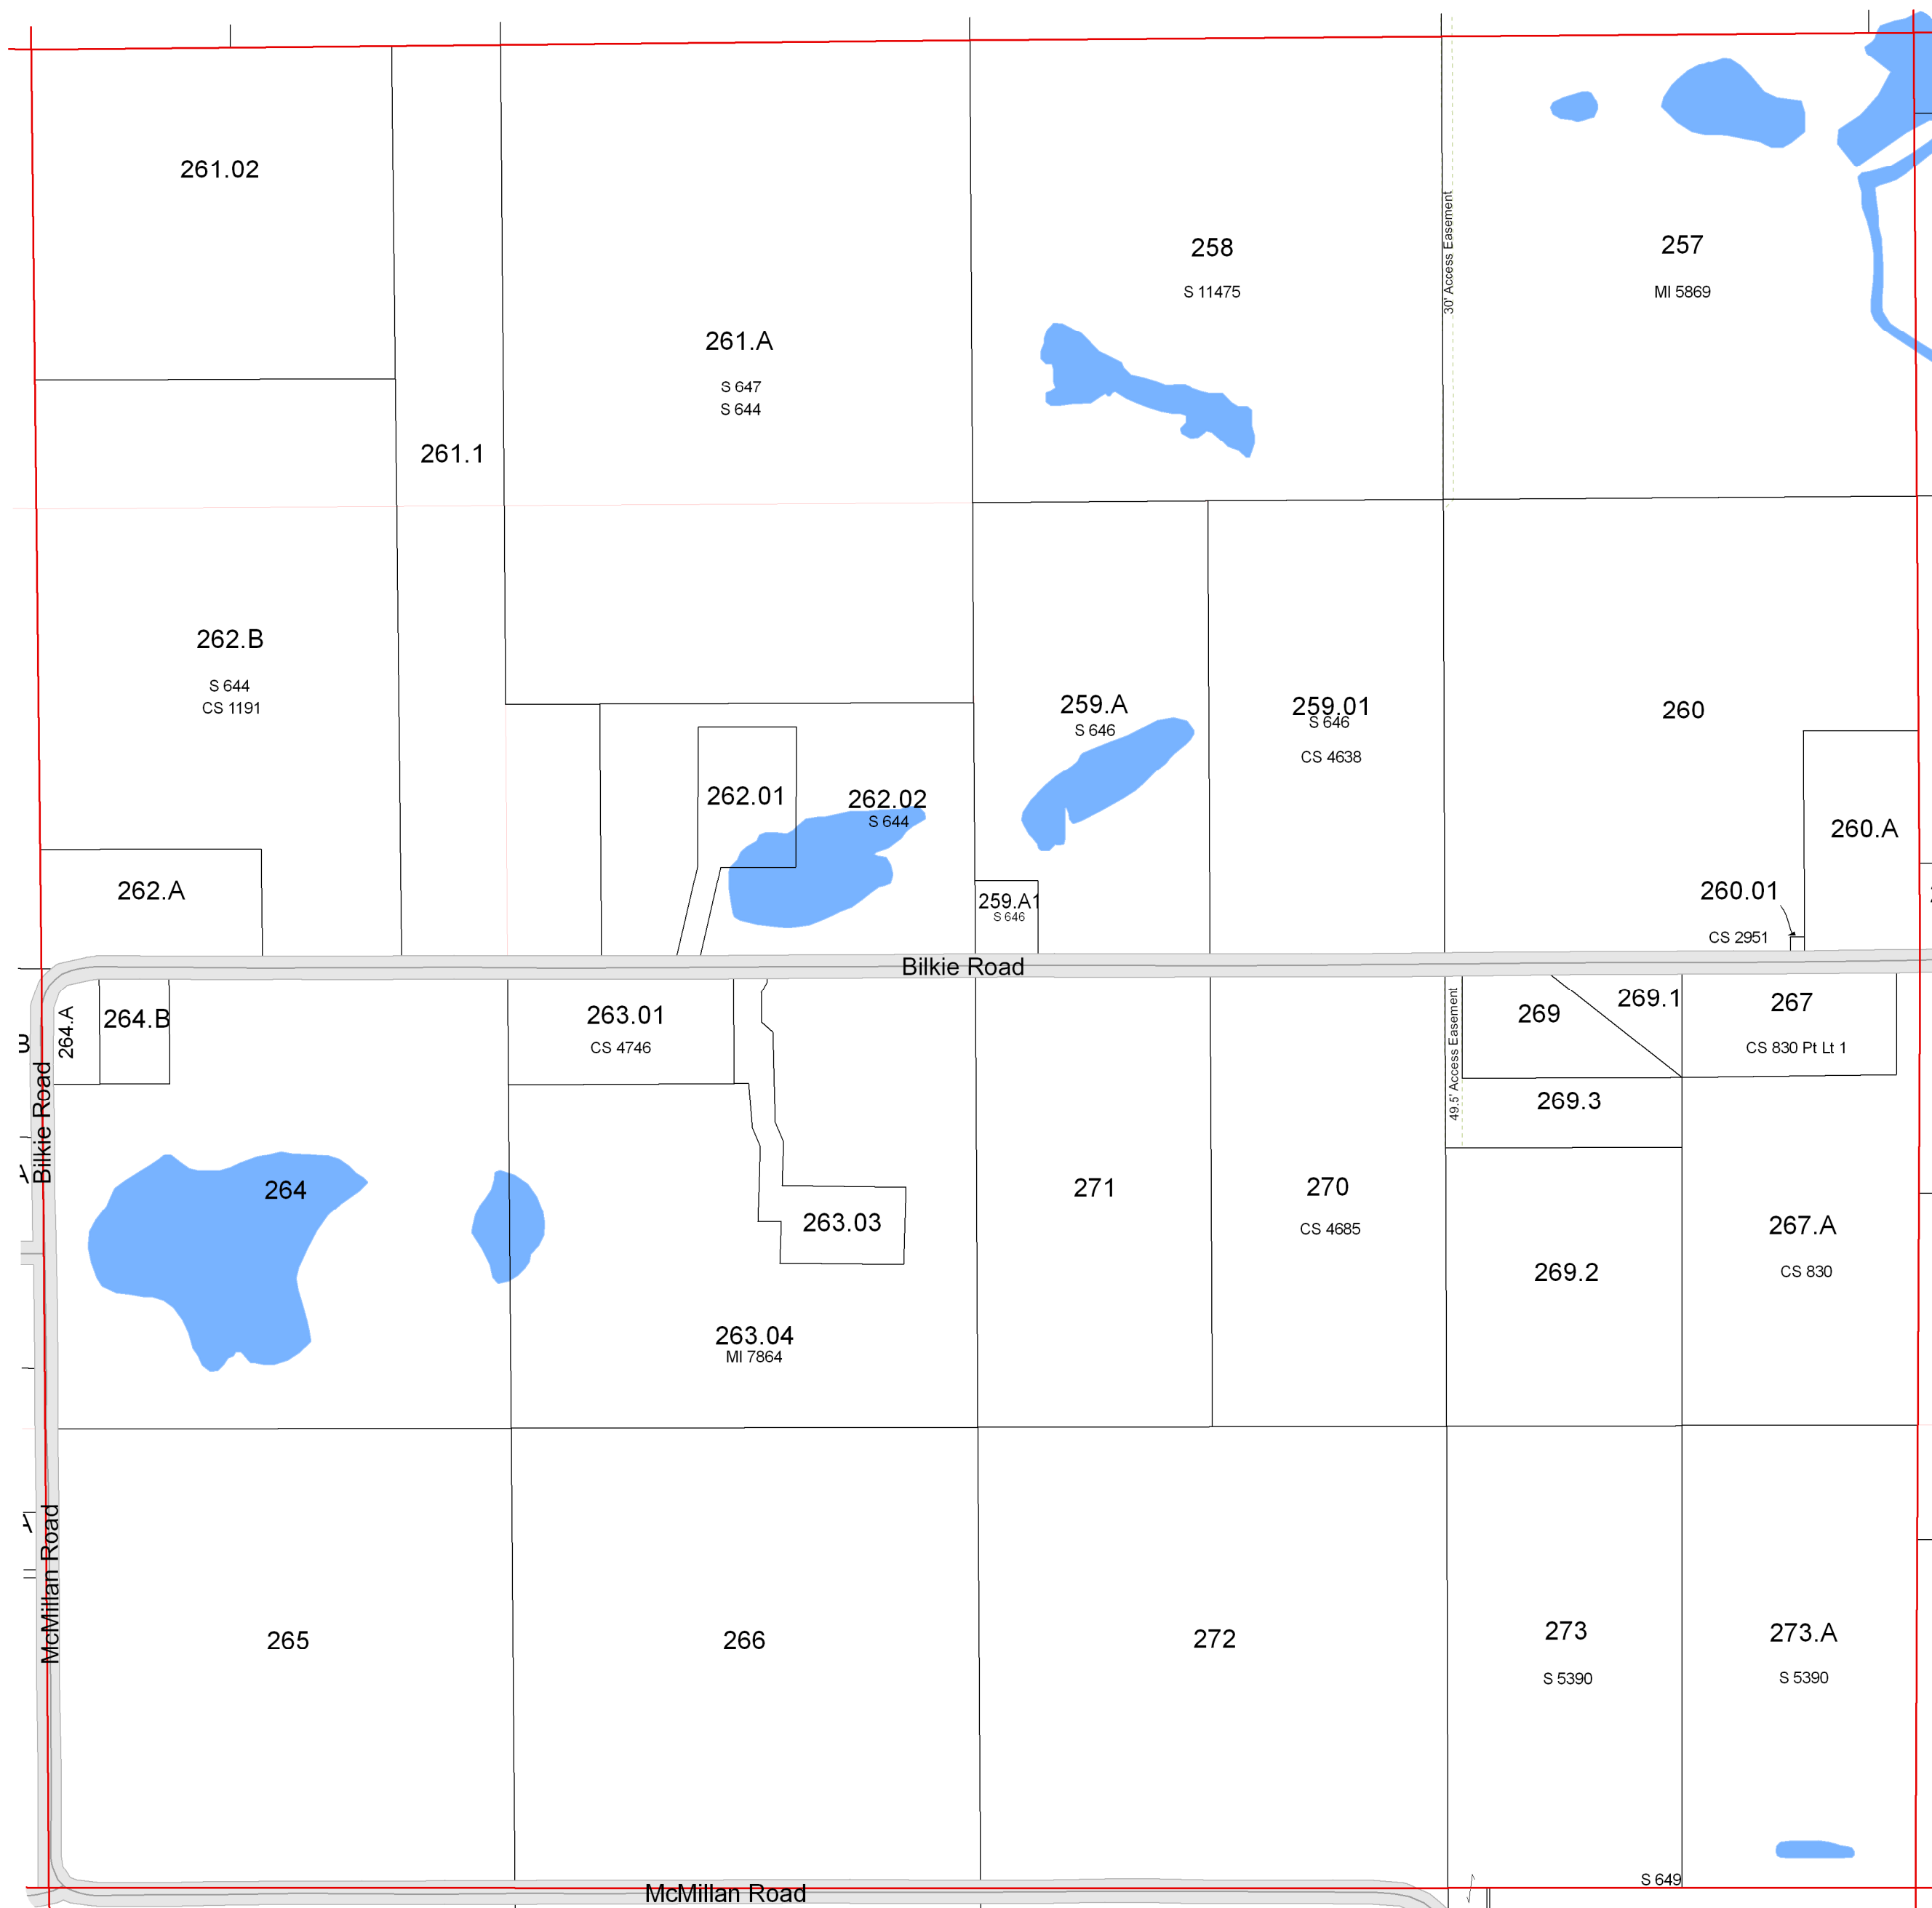 261.02
258
S 11475
30' Access Easement
257
MI 5869
261.A
S 647
S 644
261.1
262.B
S 644
CS 1191
259.A
S 646
259.01
S 646
CS 4638
260
262.01
262.02
S 644
260.A
262.A
259.A1
S 646
260.01
CS 2951
Bilkie Road
264.A
264.B
263.01
CS 4746
49.5' Access Easement
269
269.1
267
CS 830 Pt Lt 1
B
Bilkie Road
269.3
264
263.03
271
270
CS 4685
267.A
CS 830
269.2
263.04
MI 7864
McMillan Road
265
266
272
273
S 5390
273.A
S 5390
S 649
McMillan Road